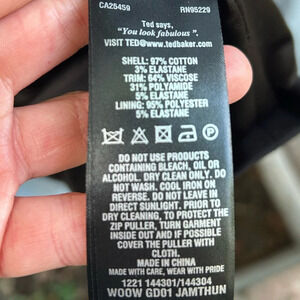 CA25459 RN95229
Ted says,
"You look fabulous".
VISIT TED@www.tedbaker.com
SHELL: 97% COTTON
3% ELASTANE
TRIM: 64% VISCOSE
31% POLYAMIDE
5% ELASTANE
LINING: 95% POLYESTER
5% ELASTANE
DO NOT USE PRODUCTS
CONTAINING BLEACH, OIL OR
ALCOHOL. DRY CLEAN ONLY. DO
NOT WASH. COOL IRON ON
REVERSE. DO NOT LEAVE IN
DIRECT SUNLIGHT. PRIOR TO
DRY CLEANING, TO PROTECT THE
ZIP PULLER, TURN GARMENT
INSIDE OUT AND IF POSSIBLE
COVER THE PULLER WITH
CLOTH.
MADE IN CHINA
MADE WITH CARE, WEAR WITH PRIDE
1221 144301/144304
WOOW GD01 JAMTHUN